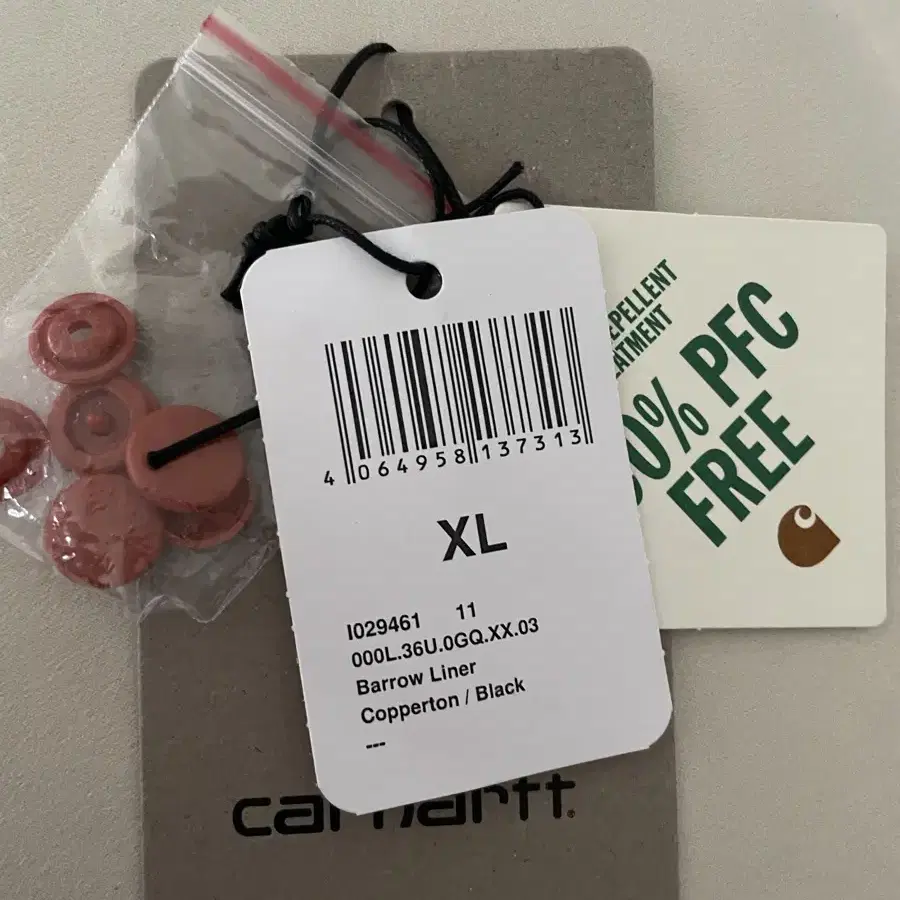 4 064958 137313
XL
I029461 11
000L.36U.0GQ.XX.03
Barrow Liner
Copperton / Black
---
PFC
FREE
carhartt